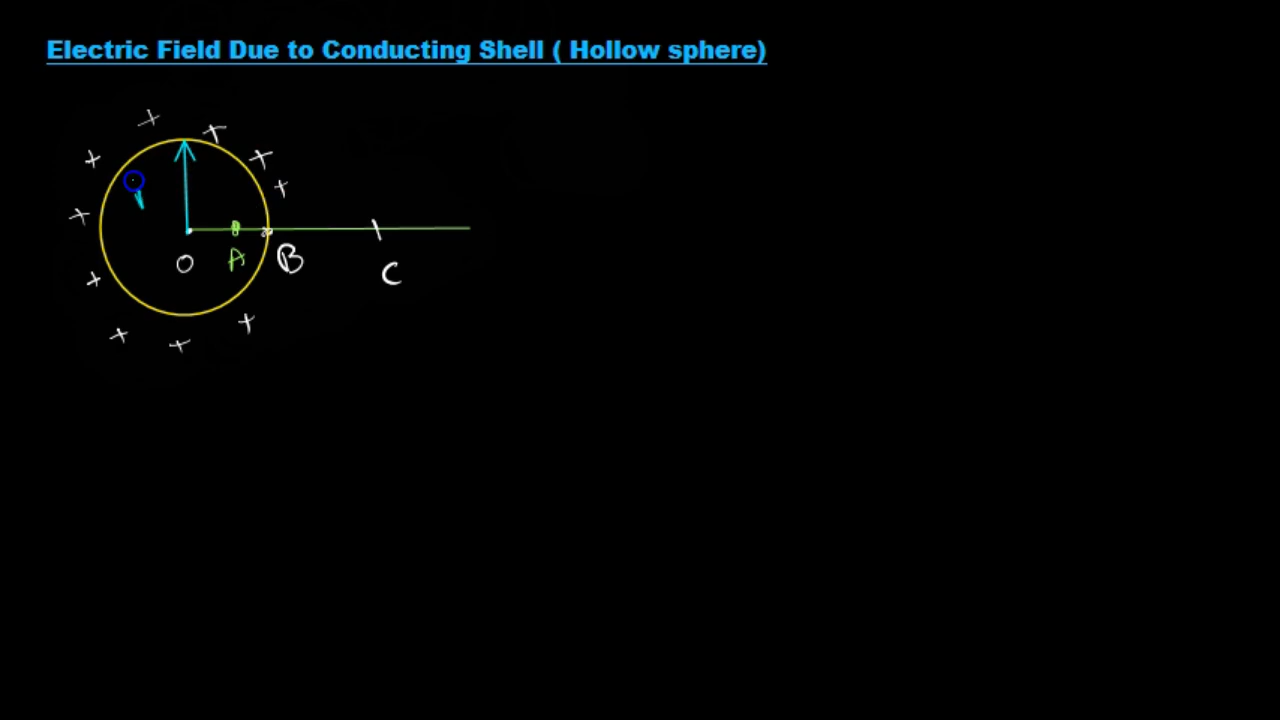 Electric Field Due to Conducting Shell ( Hollow sphere)
+ +
+ +
+
+
O A B C
+
+ + +